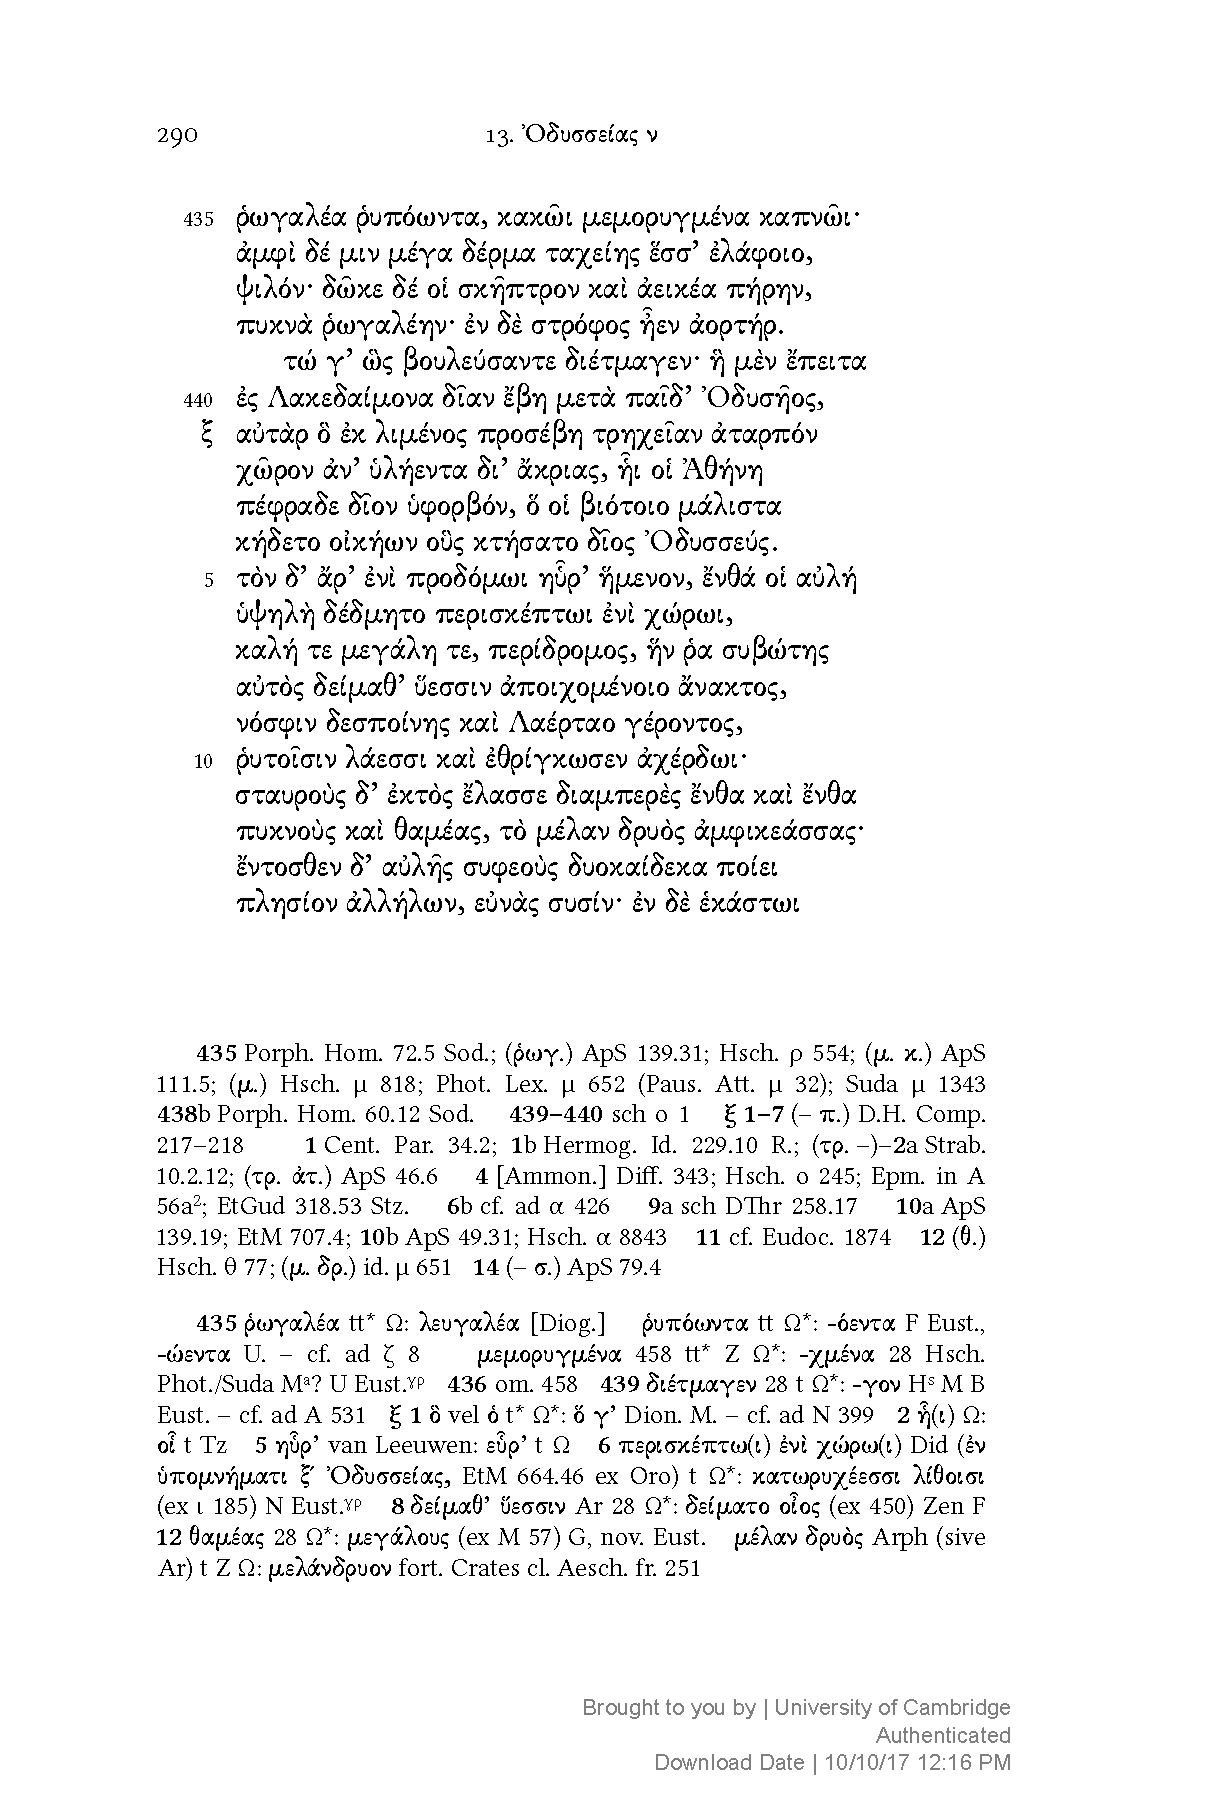 290 13. Ὀδυσσείας ν
435 ῥωγαλέα ῥυπόωντα, κακῶι μεμορυγμένα καπνῶι·
ἀμφὶ δέ μιν μέγα δέρμα ταχείης ἕσσ’ ἐλάφοιο,
ψιλόν· δῶκε δέ οἱ σκῆπτρον καὶ ἀεικέα πήρην,
πυκνὰ ῥωγαλέην· ἐν δὲ στρόφος ἦεν ἀορτήρ.
τώ γ’ ὣς βουλεύσαντε διέτμαγεν· ἣ μὲν ἔπειτα
440 ἐς Λακεδαίμονα δῖαν ἔβη μετὰ παῖδ’ Ὀδυσῆος,
ξ αὐτὰρ ὃ ἐκ λιμένος προσέβη τρηχεῖαν ἀταρπόν
χῶρον ἀν’ ὑλήεντα δι’ ἄκριας, ἧι οἱ Ἀθήνη
πέφραδε δῖον ὑφορβόν, ὅ οἱ βιότοιο μάλιστα
κήδετο οἰκήων οὓς κτήσατο δῖος Ὀδυσσεύς.
5 τὸν δ’ ἄρ’ ἐνὶ προδόμωι ηὗρ’ ἥμενον, ἔνθά οἱ αὐλή
ὑψηλὴ δέδμητο περισκέπτωι ἐνὶ χώρωι,
καλή τε μεγάλη τε, περίδρομος, ἥν ῥα συβώτης
αὐτὸς δείμαθ’ ὕεσσιν ἀποιχομένοιο ἄνακτος,
νόσφιν δεσποίνης καὶ Λαέρταο γέροντος,
10 ῥυτοῖσιν λάεσσι καὶ ἐθρίγκωσεν ἀχέρδωι·
σταυροὺς δ’ ἐκτὸς ἔλασσε διαμπερὲς ἔνθα καὶ ἔνθα
πυκνοὺς καὶ θαμέας, τὸ μέλαν δρυὸς ἀμφικεάσσας·
ἔντοσθεν δ’ αὐλῆς συφεοὺς δυοκαίδεκα ποίει
πλησίον ἀλλήλων, εὐνὰς συσίν· ἐν δὲ ἑκάστωι
435 Porph. Hom. 72.5 Sod.; (ῥωγ.) ApS 139.31; Hsch. ρ 554; (μ. κ.) ApS
111.5; (μ.) Hsch. μ 818; Phot. Lex. μ 652 (Paus. Att. μ 32); Suda μ 1343
438b Porph. Hom. 60.12 Sod. 439–440 sch o 1 ξ 1–7 (– π.) D.H. Comp.
217–218 1 Cent. Par. 34.2; 1b Hermog. Id. 229.10 R.; (τρ. –)–2a Strab.
10.2.12; (τρ. ἀτ.) ApS 46.6 4 [Ammon.] Diff. 343; Hsch. ο 245; Epm. in A
56a²; EtGud 318.53 Stz. 6b cf. ad α 426 9a sch DThr 258.17 10a ApS
139.19; EtM 707.4; 10b ApS 49.31; Hsch. α 8843 11 cf. Eudoc. 1874 12 (θ.)
Hsch. θ 77; (μ. δρ.) id. μ 651 14 (– σ.) ApS 79.4
435 ῥωγαλέα tt* Ω: λευγαλέα [Diog.] ῥυπόωντα tt Ω*: -όεντα F Eust.,
-ώεντα U. – cf. ad ζ 8 μεμορυγμένα 458 tt* Z Ω*: -χμένα 28 Hsch.
Phot./Suda Mᵃ? U Eust.γρ 436 om. 458 439 διέτμαγεν 28 t Ω*: -γον Hˢ M B
Eust. – cf. ad A 531 ξ 1 ὃ vel ὁ t* Ω*: ὅ γ’ Dion. M. – cf. ad N 399 2 ἧ(ι) Ω:
οἷ t Tz 5 ηὗρ’ van Leeuwen: εὗρ’ t Ω 6 περισκέπτω(ι) ἐνὶ χώρω(ι) Did (ἐν
ὑπομνήματι ξ̄ Ὀδυσσείας, EtM 664.46 ex Oro) t Ω*: κατωρυχέεσσι λίθοισι
(ex ι 185) N Eust.γρ 8 δείμαθ’ ὕεσσιν Ar 28 Ω*: δείματο οἶος (ex 450) Zen F
12 θαμέας 28 Ω*: μεγάλους (ex M 57) G, nov. Eust. μέλαν δρυὸς Arph (sive
Ar) t Z Ω: μελάνδρυον fort. Crates cl. Aesch. fr. 251
Brought to you by | University of Cambridge
Authenticated
Download Date | 10/10/17 12:16 PM